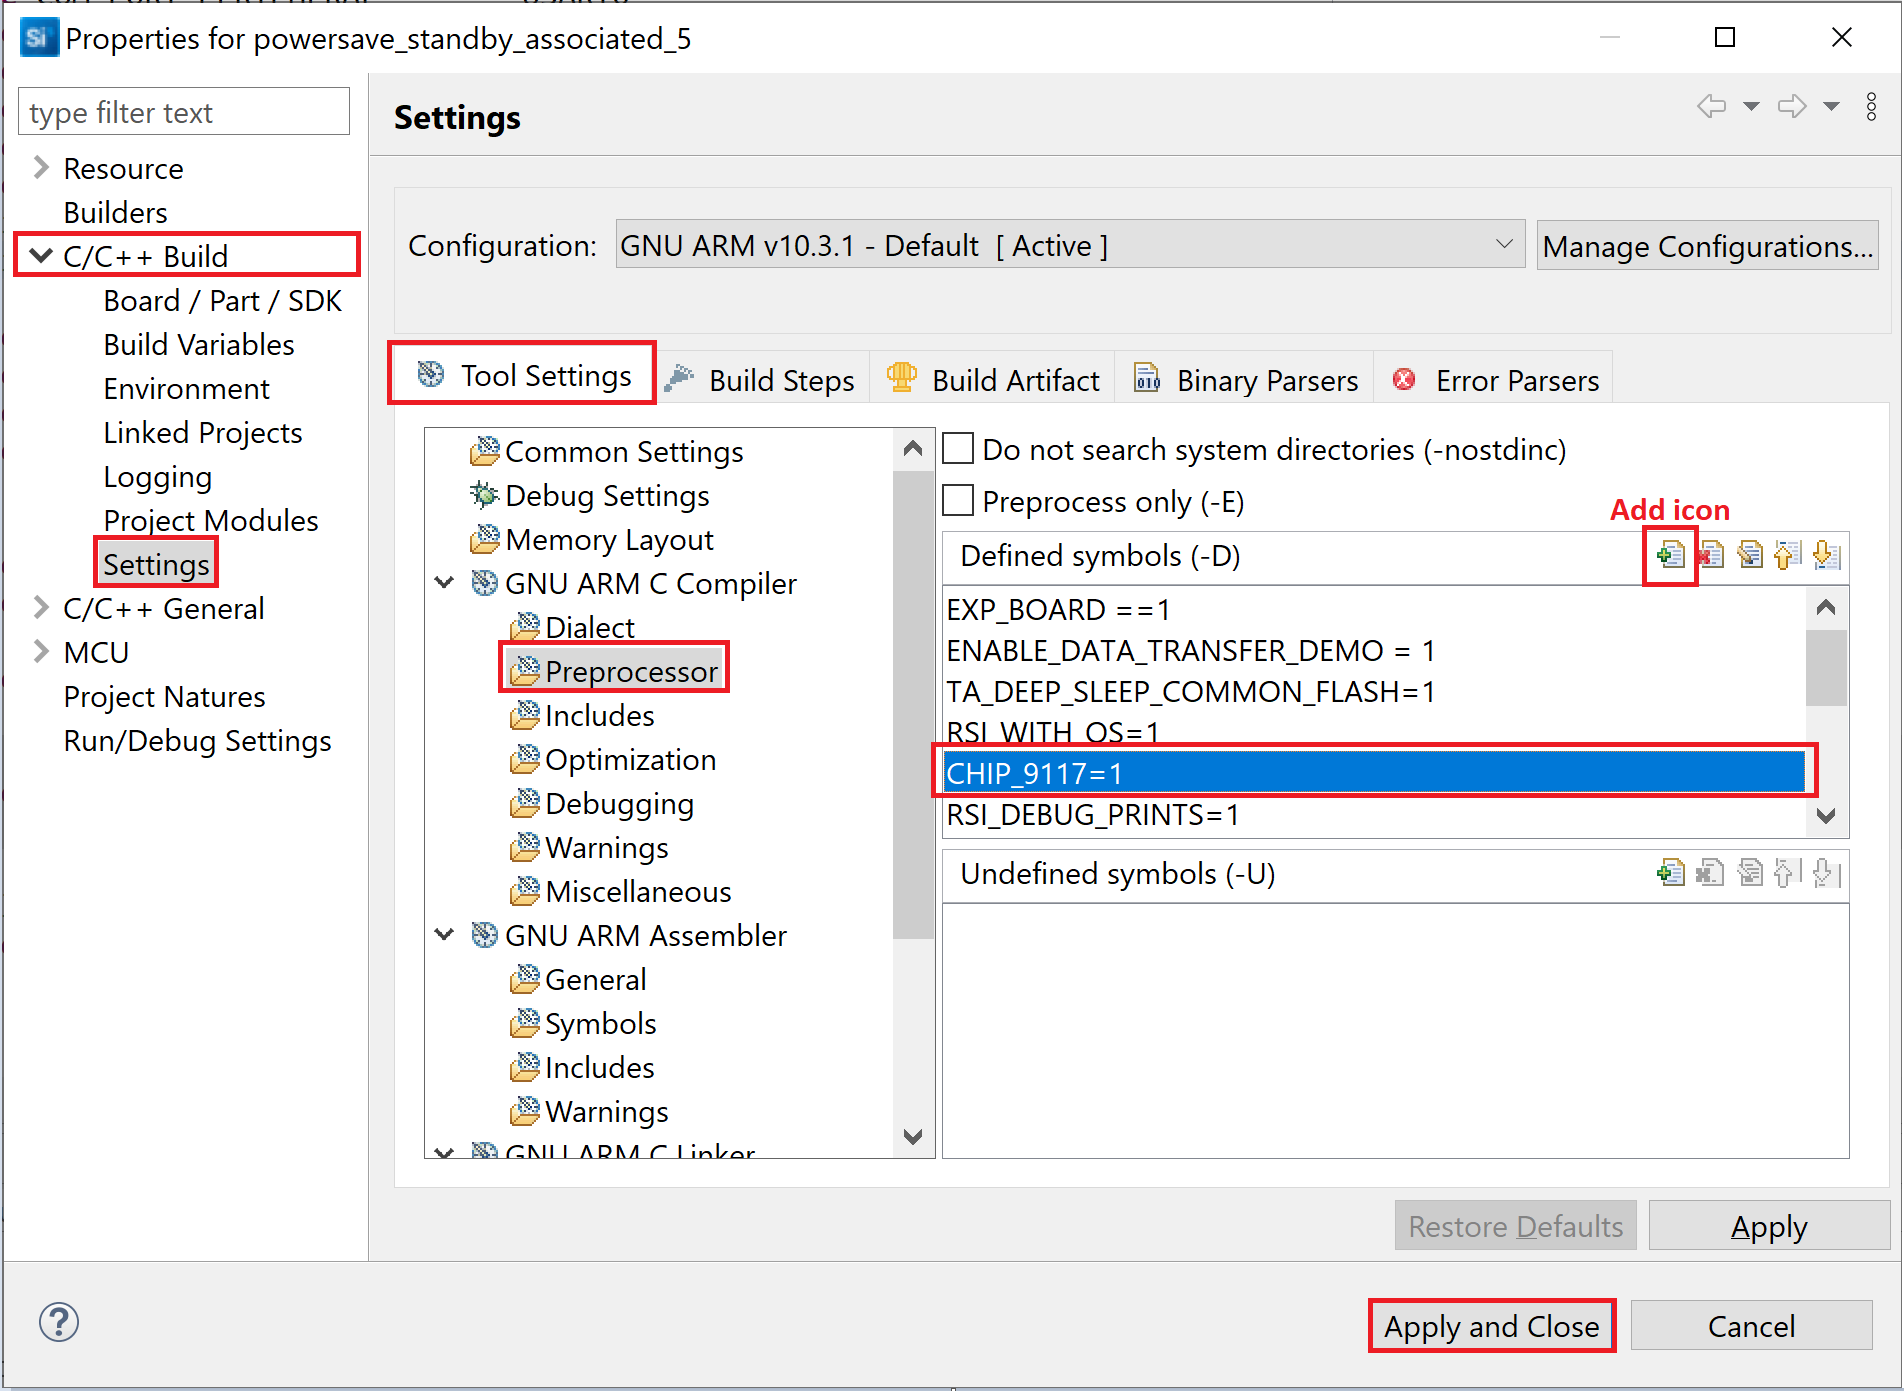 Si Properties for powersave_standby_associated_5
type filter text
Resource
Builders
C/C++ Build
Board / Part / SDK
Build Variables
Environment
Linked Projects
Logging
Project Modules
Settings
C/C++ General
MCU
Project Natures
Run/Debug Settings
Settings
Configuration: GNU ARM v10.3.1 - Default [ Active ] Manage Configurations...
Tool Settings Build Steps Build Artifact 010 Binary Parsers Error Parsers
Common Settings
Debug Settings
Memory Layout
GNU ARM C Compiler
Dialect
Preprocessor
Includes
Optimization
Debugging
Warnings
Miscellaneous
GNU ARM Assembler
General
Symbols
Includes
Warnings
GNU ARM C Linker
Do not search system directories (-nostdinc)
Preprocess only (-E)
Add icon
Defined symbols (-D)
EXP_BOARD ==1
ENABLE_DATA_TRANSFER_DEMO = 1
TA_DEEP_SLEEP_COMMON_FLASH=1
RSI_WITH_OS=1
CHIP_9117=1
RSI_DEBUG_PRINTS=1
Undefined symbols (-U)
Restore Defaults Apply
? Apply and Close Cancel